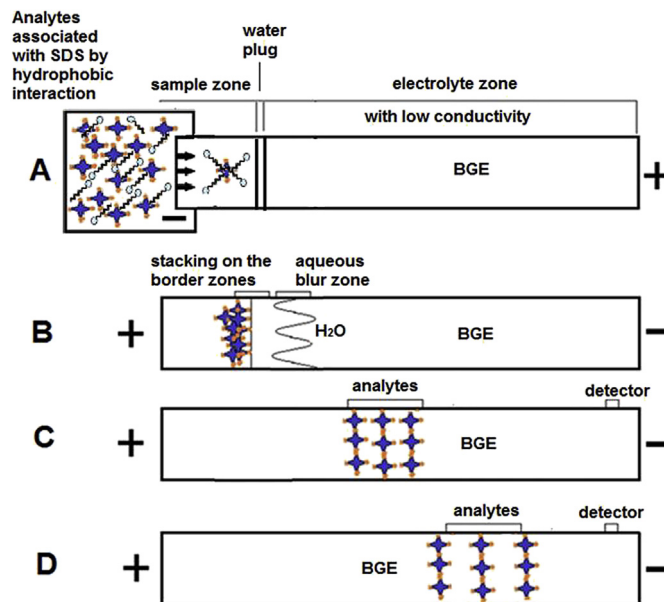 Analytes
associated
with SDS by
hydrophobic
interaction
water
plug
sample zone
electrolyte zone
with low conductivity
A
BGE
−
+
stacking on the
border zones
aqueous
blur zone
B
+
H₂O
BGE
−
analytes
detector
C
+
BGE
−
analytes
detector
D
+
BGE
−